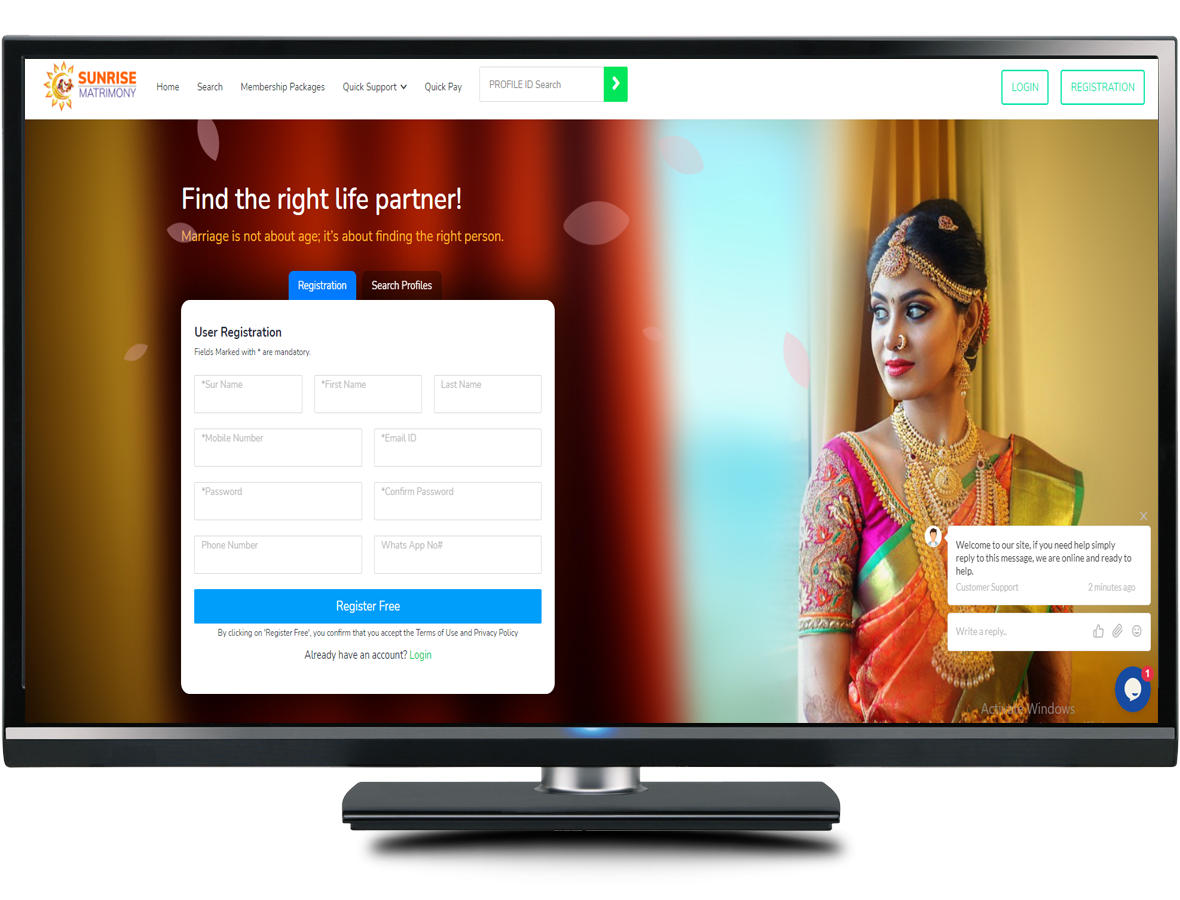 SUNRISE
MATRIMONY
Home
Search
Membership Packages
Quick Support
Quick Pay
PROFILE ID Search
LOGIN
REGISTRATION
Find the right life partner!
Marriage is not about age; it's about finding the right person.
Registration
Search Profiles
User Registration
Fields Marked with * are mandatory.
*Sur Name
*First Name
Last Name
*Mobile Number
*Email ID
*Password
*Confirm Password
Phone Number
Whats App No#
Register Free
By clicking on 'Register Free', you confirm that you accept the Terms of Use and Privacy Policy
Already have an account? Login
X
Welcome to our site, if you need help simply
reply to this message, we are online and ready to
help.
Customer Support
2 minutes ago
Write a reply..
1
Activate Windows